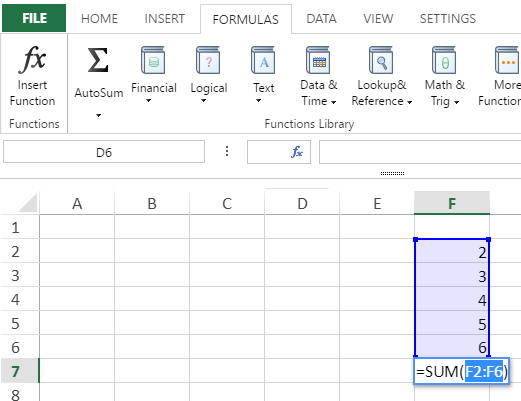 FILE HOME INSERT FORMULAS DATA VIEW SETTINGS
fx Σ ? A θ
Insert Function AutoSum Financial Logical Text Data & Time Lookup& Reference Math & Trig More Function
Functions Functions Library
D6 fx
A B C D E F
1
2 2
3 3
4 4
5 5
6 6
7 =SUM(F2:F6)
8